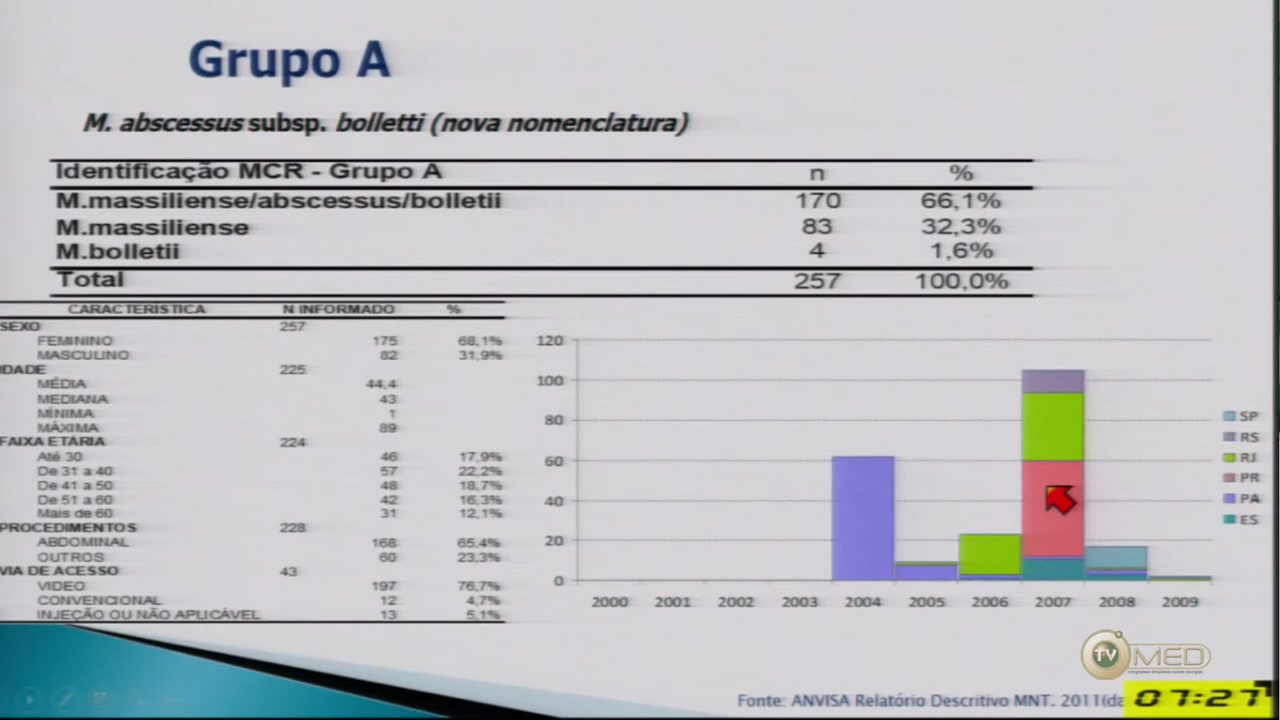 Grupo A
M. abscessus subsp. bolletti (nova nomenclatura)
Identificação MCR - Grupo A n %
M.massiliense/abscessus/bolletii 170 66,1%
M.massiliense 83 32,3%
M.bolletii 4 1,6%
Total 257 100,0%
CARACTERÍSTICA N INFORMADO %
SEXO 257
FEMININO 175 68,1%
MASCULINO 82 31,9%
IDADE 225
MÉDIA 44,4
MEDIANA 43
MÍNIMA 1
MÁXIMA 89
FAIXA ETÁRIA 224
Até 30 46 17,9%
De 31 a 40 57 22,2%
De 41 a 50 48 18,7%
De 51 a 60 42 16,3%
Mais de 60 31 12,1%
PROCEDIMENTOS 228
ABDOMINAL 168 65,4%
OUTROS 60 23,3%
VIA DE ACESSO 43
VIDEO 197 76,7%
CONVENCIONAL 12 4,7%
INJEÇÃO OU NÃO APLICÁVEL 13 5,1%
120
100
80
60
40
20
0
2000 2001 2002 2003 2004 2005 2006 2007 2008 2009
SP
RS
RJ
PR
PA
ES
TV MED
Fonte: ANVISA Relatório Descritivo MNT. 2011
07:27